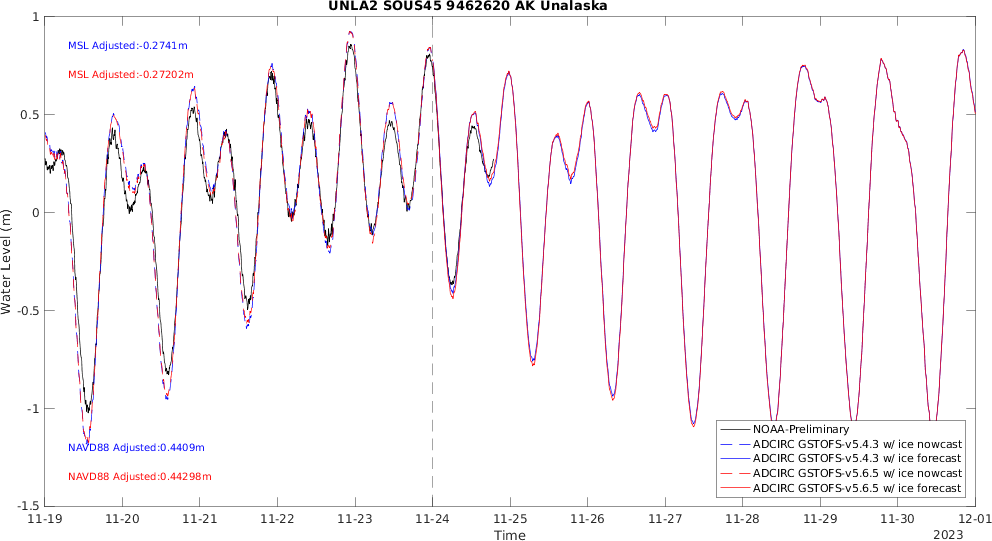 UNLA2 SOUS45 9462620 AK Unalaska
MSL Adjusted:-0.2741m
MSL Adjusted:-0.27202m
NAVD88 Adjusted:0.4409m
NAVD88 Adjusted:0.44298m
Water Level (m)
1
0.5
0
-0.5
-1
-1.5
NOAA-Preliminary
ADCIRC GSTOFS-v5.4.3 w/ ice nowcast
ADCIRC GSTOFS-v5.4.3 w/ ice forecast
ADCIRC GSTOFS-v5.6.5 w/ ice nowcast
ADCIRC GSTOFS-v5.6.5 w/ ice forecast
11-19 11-20 11-21 11-22 11-23 11-24 11-25 11-26 11-27 11-28 11-29 11-30 12-01
Time
2023